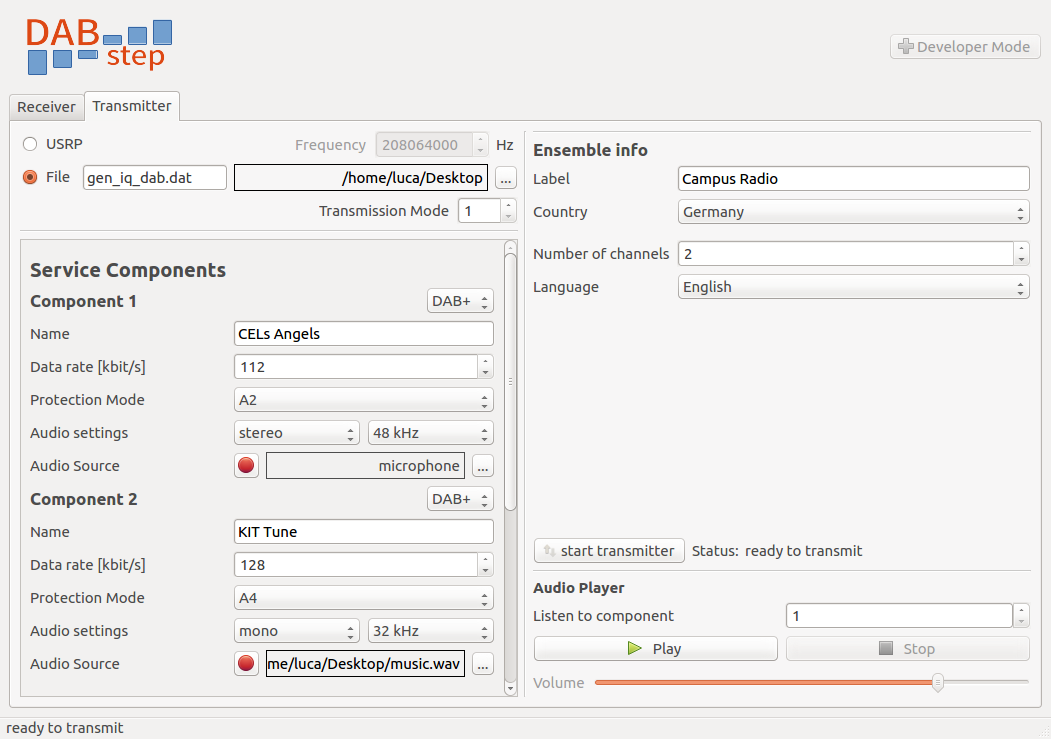 DAB
step
Developer Mode
Receiver Transmitter
USRP Frequency 208064000 Hz
File gen_iq_dab.dat /home/luca/Desktop ...
Transmission Mode 1
Service Components
Component 1 DAB+
Name CELs Angels
Data rate [kbit/s] 112
Protection Mode A2
Audio settings stereo 48 kHz
Audio Source microphone ...
Component 2 DAB+
Name KIT Tune
Data rate [kbit/s] 128
Protection Mode A4
Audio settings mono 32 kHz
Audio Source me/luca/Desktop/music.wav ...
Ensemble info
Label Campus Radio
Country Germany
Number of channels 2
Language English
start transmitter Status: ready to transmit
Audio Player
Listen to component 1
Play Stop
Volume
ready to transmit